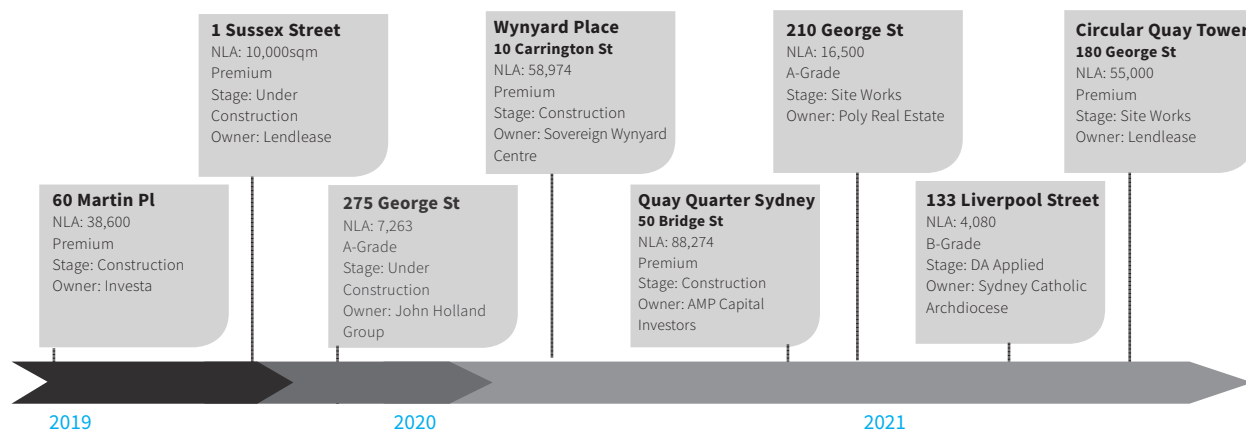 1 Sussex Street
NLA: 10,000sqm
Premium
Stage: Under
Construction
Owner: Lendlease
Wynyard Place
10 Carrington St
NLA: 58,974
Premium
Stage: Construction
Owner: Sovereign Wynyard
Centre
210 George St
NLA: 16,500
A-Grade
Stage: Site Works
Owner: Poly Real Estate
Circular Quay Tower
180 George St
NLA: 55,000
Premium
Stage: Site Works
Owner: Lendlease
60 Martin Pl
NLA: 38,600
Premium
Stage: Construction
Owner: Investa
275 George St
NLA: 7,263
A-Grade
Stage: Under
Construction
Owner: John Holland
Group
Quay Quarter Sydney
50 Bridge St
NLA: 88,274
Premium
Stage: Construction
Owner: AMP Capital
Investors
133 Liverpool Street
NLA: 4,080
B-Grade
Stage: DA Applied
Owner: Sydney Catholic
Archdiocese
2019
2020
2021